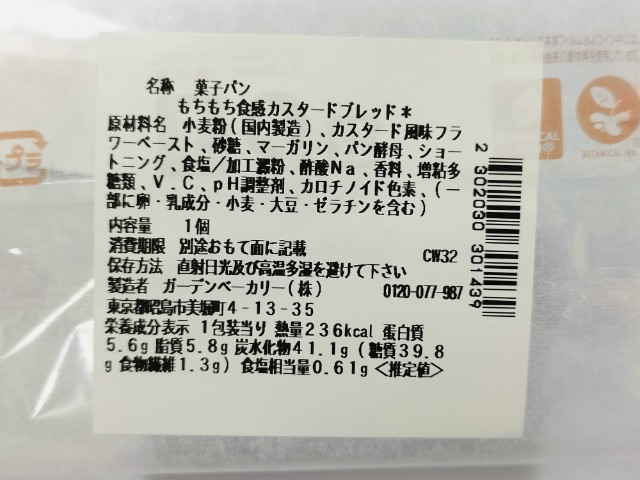 名称　菓子パン
もちもち食感カスタードブレッド＊
原材料名　小麦粉(国内製造)、カスタード風味フラ
ワーペースト、砂糖、マーガリン、パン酵母、ショー
トニング、食塩/加工澱粉、酢酸Na、香料、増粘多
糖類、V.C、pH調整剤、カロチノイド色素、(一
部に卵・乳成分・小麦・大豆・ゼラチンを含む)
内容量　1個
消費期限　別途おもて面に記載
CW32
保存方法　直射日光及び高温多湿を避けて下さい
製造者　ガーデンベーカリー(株)　0120-077-987
東京都昭島市美堀町4-13-35
栄養成分表示　1包装当り　熱量236kcal　蛋白質
5.6g 脂質5.8g 炭水化物41.1g(糖質39.8
g 食物繊維1.3g)　食塩相当量0.61g<推定値>
2 302030 301439